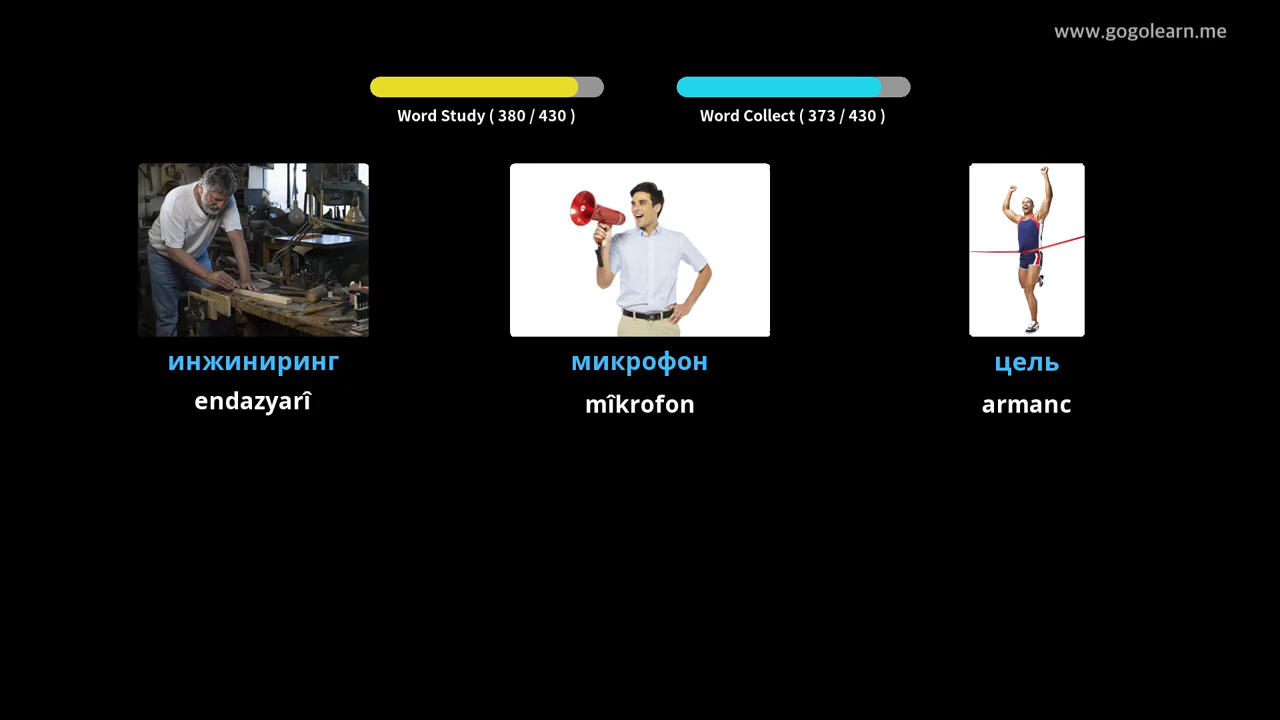 www.gogolearn.me
Word Study ( 380 / 430 )
Word Collect ( 373 / 430 )
инжиниринг
микрофон
цель
endazyarî
mîkrofon
armanc